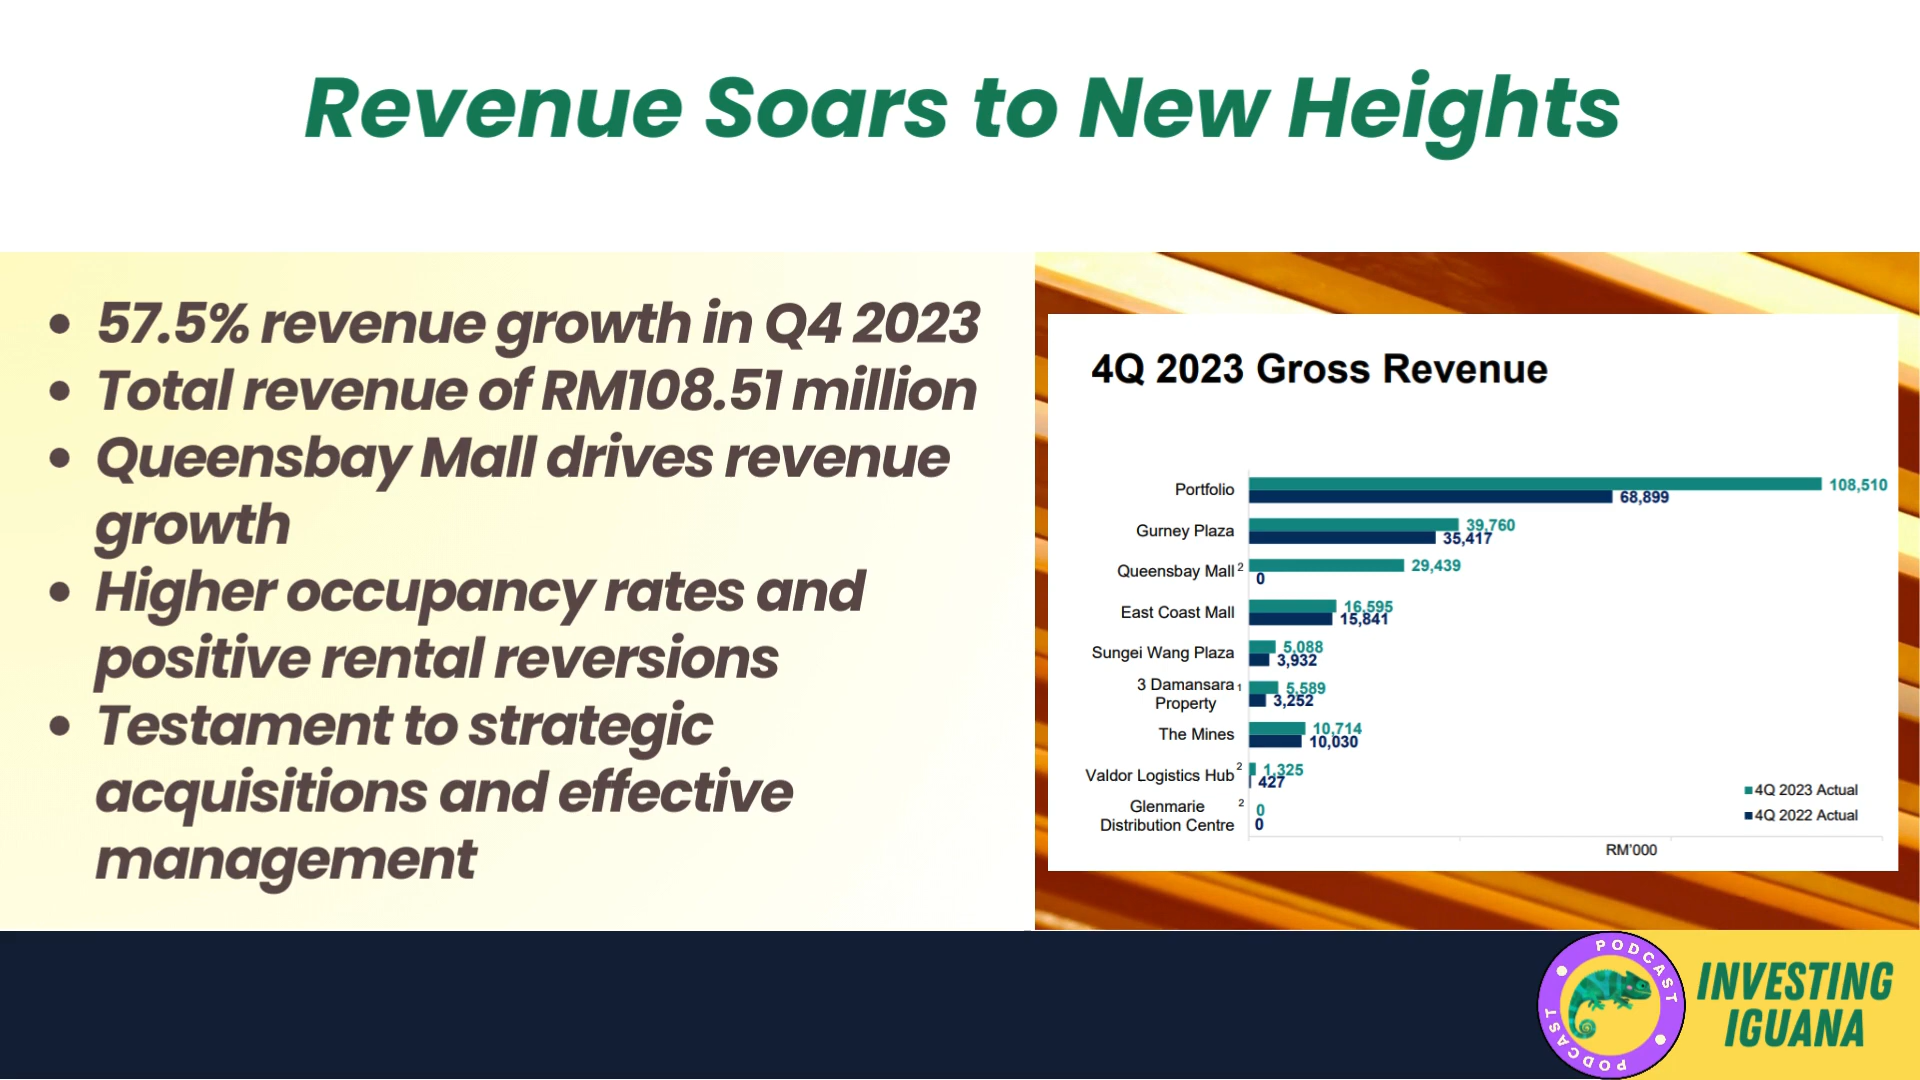 Revenue Soars to New Heights
• 57.5% revenue growth in Q4 2023
• Total revenue of RM108.51 million
• Queensbay Mall drives revenue
growth
• Higher occupancy rates and
positive rental reversions
• Testament to strategic
acquisitions and effective
management
4Q 2023 Gross Revenue
Portfolio
108,510
68,899
Gurney Plaza
39,760
35,417
Queensbay Mall 2
29,439
0
East Coast Mall
16,595
15,841
Sungei Wang Plaza
5,088
3,932
3 Damansara 1
Property
5,589
3,252
The Mines
10,714
10,030
Valdor Logistics Hub 2
1,325
427
Glenmarie 2
Distribution Centre
0
0
4Q 2023 Actual
4Q 2022 Actual
RM'000
PODCAST
PODCAST
INVESTING
IGUANA